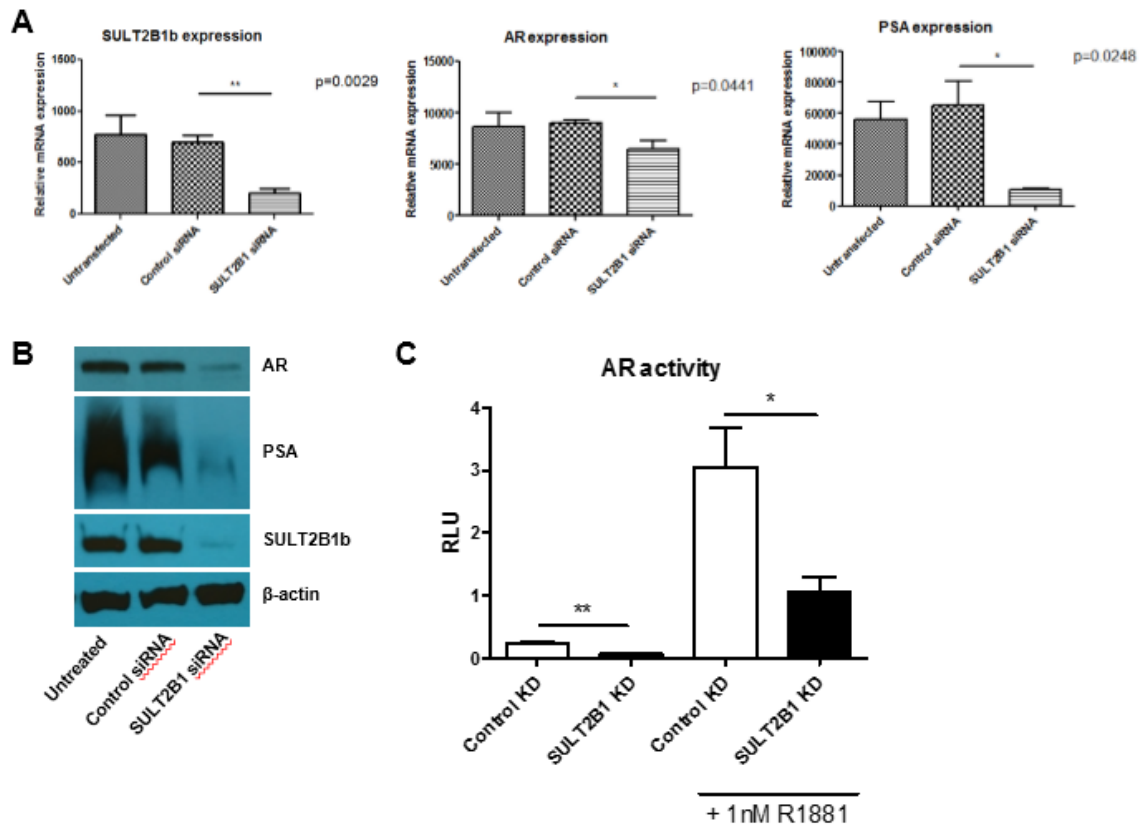 A
SULT2B1b expression
Relative mRNA expression
1500
1000
500
0
**
p=0.0029
Untransfected
Control siRNA
SULT2B1 siRNA
AR expression
Relative mRNA expression
15000
10000
5000
0
*
p=0.0441
Untransfected
Control siRNA
SULT2B1 siRNA
PSA expression
Relative mRNA expression
100000
80000
60000
40000
20000
0
*
p=0.0248
Untransfected
Control siRNA
SULT2B1 siRNA
B
AR
PSA
SULT2B1b
β-actin
Untreated
Control siRNA
SULT2B1 siRNA
C
AR activity
RLU
4
3
2
1
0
**
*
Control KD
SULT2B1 KD
Control KD
SULT2B1 KD
+ 1nM R1881